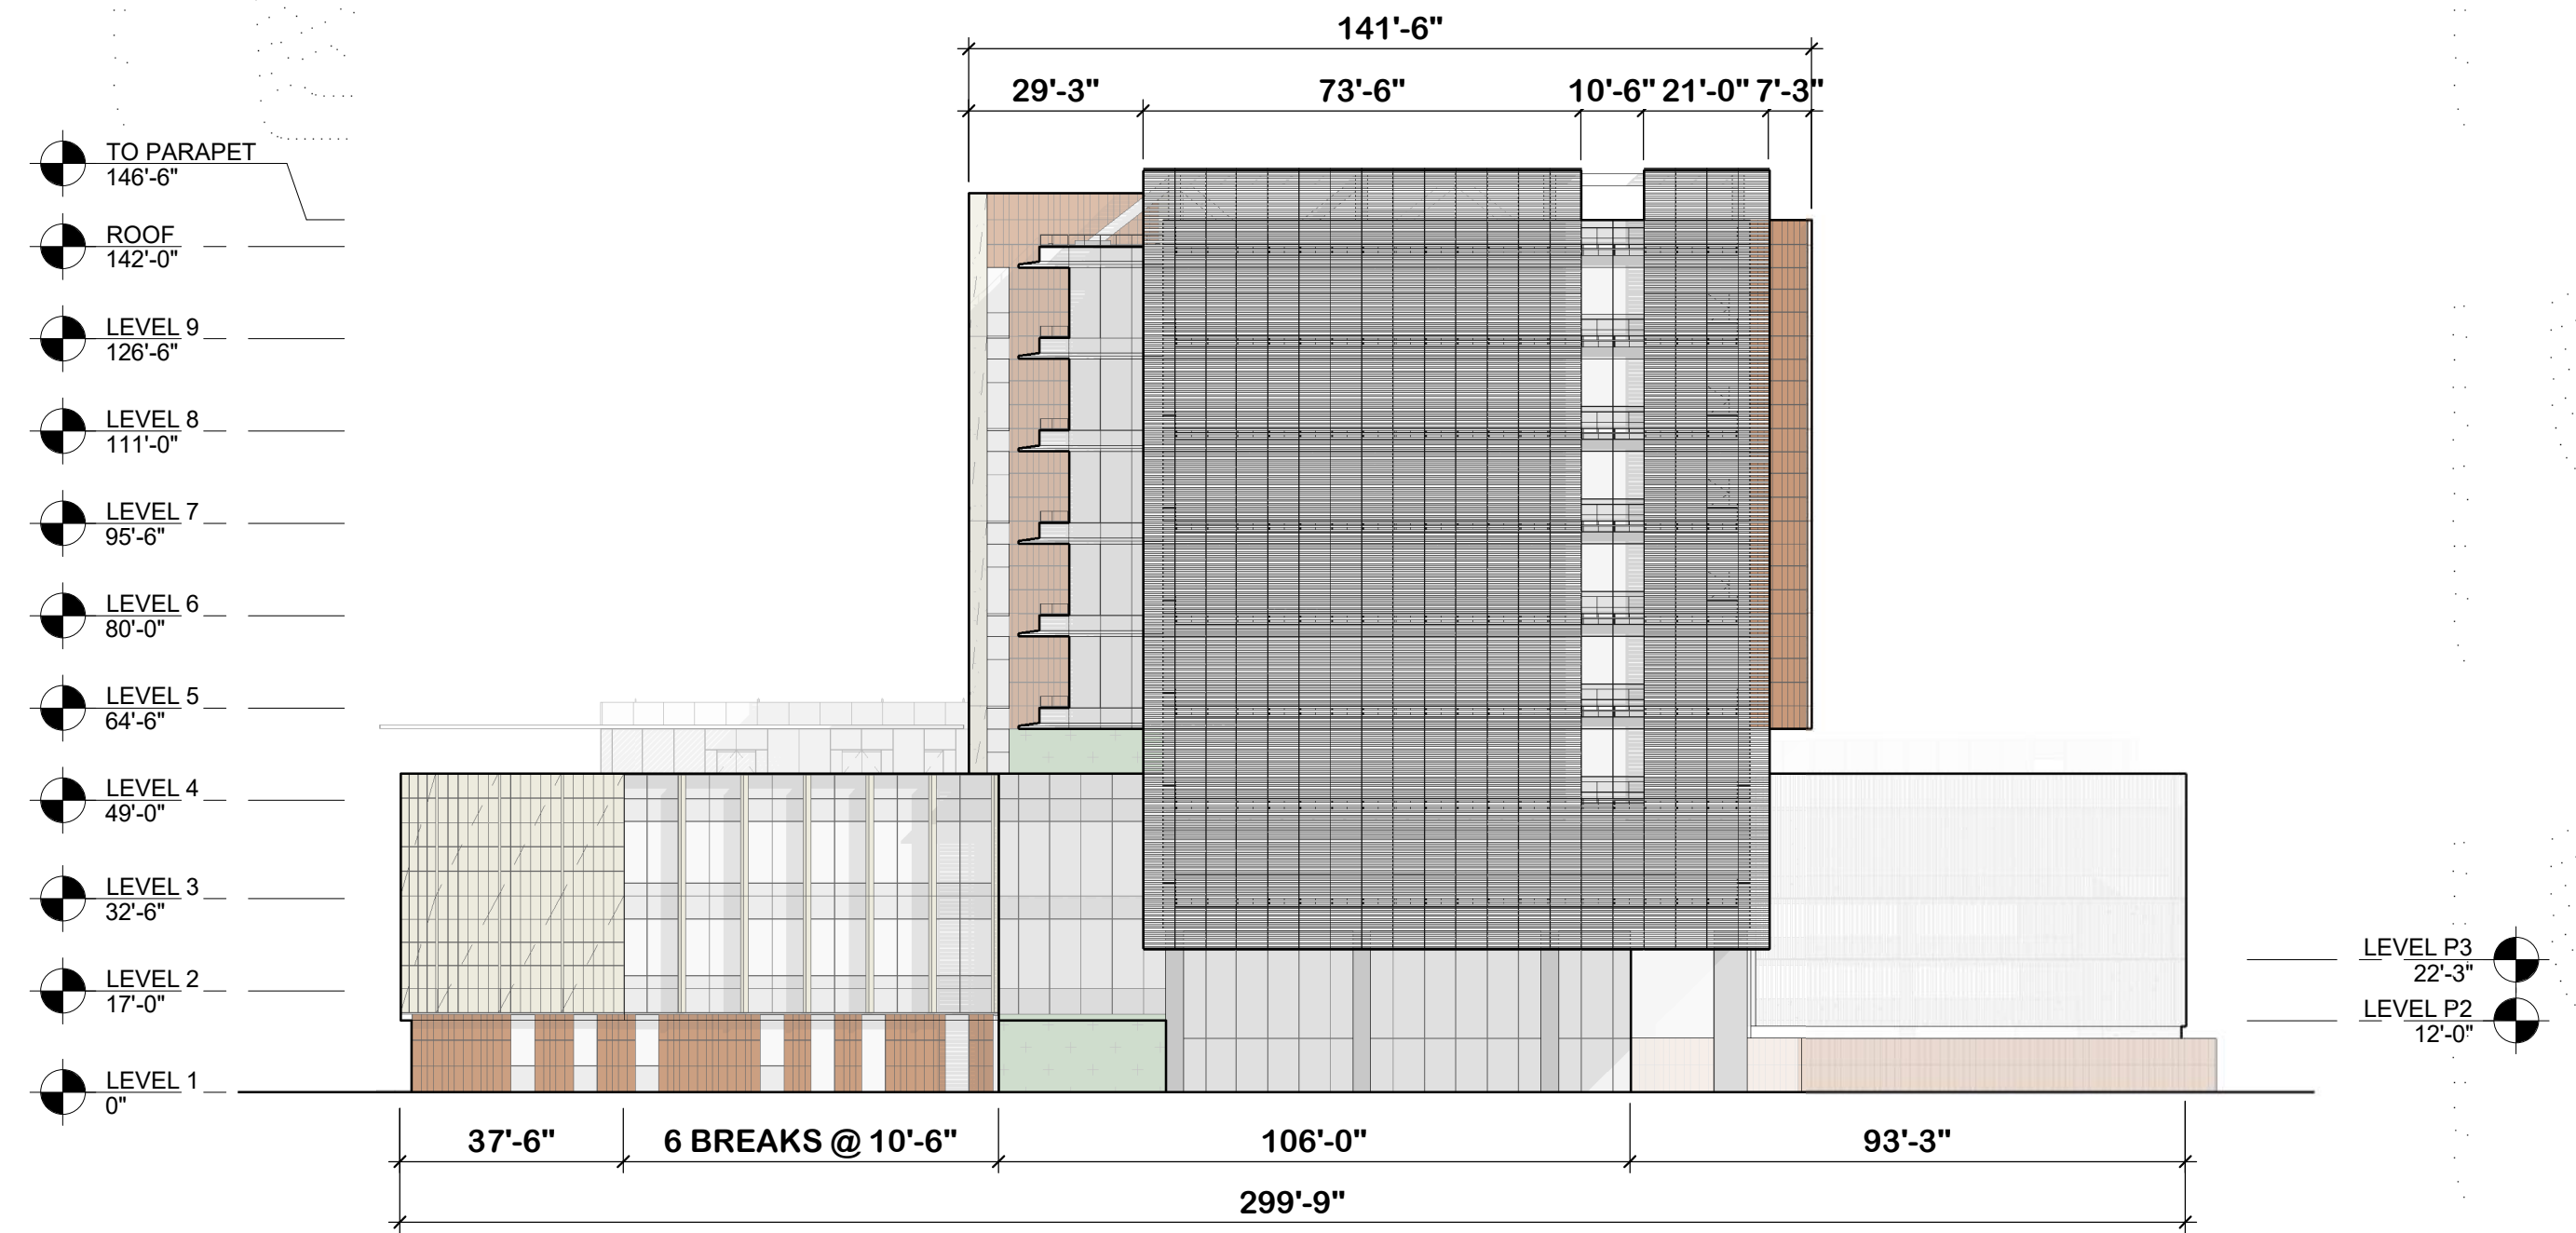 141'-6"
29'-3" 73'-6" 10'-6" 21'-0" 7'-3"
TO PARAPET
146'-6"
ROOF
142'-0"
LEVEL 9
126'-6"
LEVEL 8
111'-0"
LEVEL 7
95'-6"
LEVEL 6
80'-0"
LEVEL 5
64'-6"
LEVEL 4
49'-0"
LEVEL 3
32'-6"
LEVEL 2
17'-0"
LEVEL 1
0"
LEVEL P3
22'-3"
LEVEL P2
12'-0"
37'-6" 6 BREAKS @ 10'-6" 106'-0" 93'-3"
299'-9"